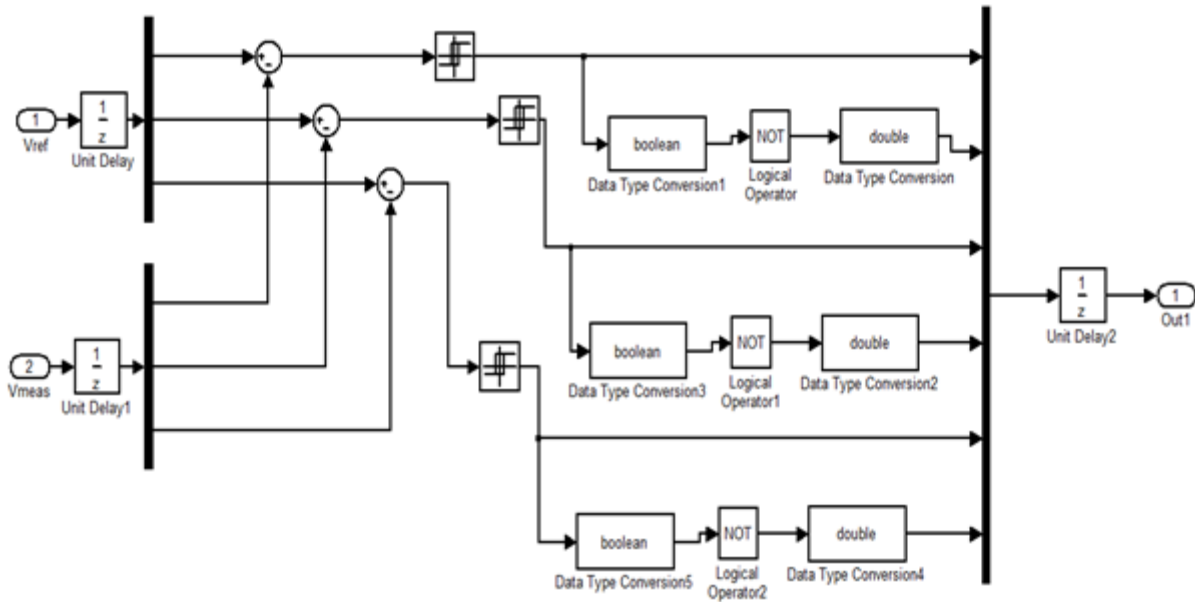 1
Vref
1
z
Unit Delay
+
-
+
-
+
-
boolean
Data Type Conversion1
NOT
Logical
Operator
double
Data Type Conversion
2
Vmeas
1
z
Unit Delay1
boolean
Data Type Conversion3
NOT
Logical
Operator1
double
Data Type Conversion2
1
z
Unit Delay2
1
Out1
boolean
Data Type Conversion5
NOT
Logical
Operator2
double
Data Type Conversion4